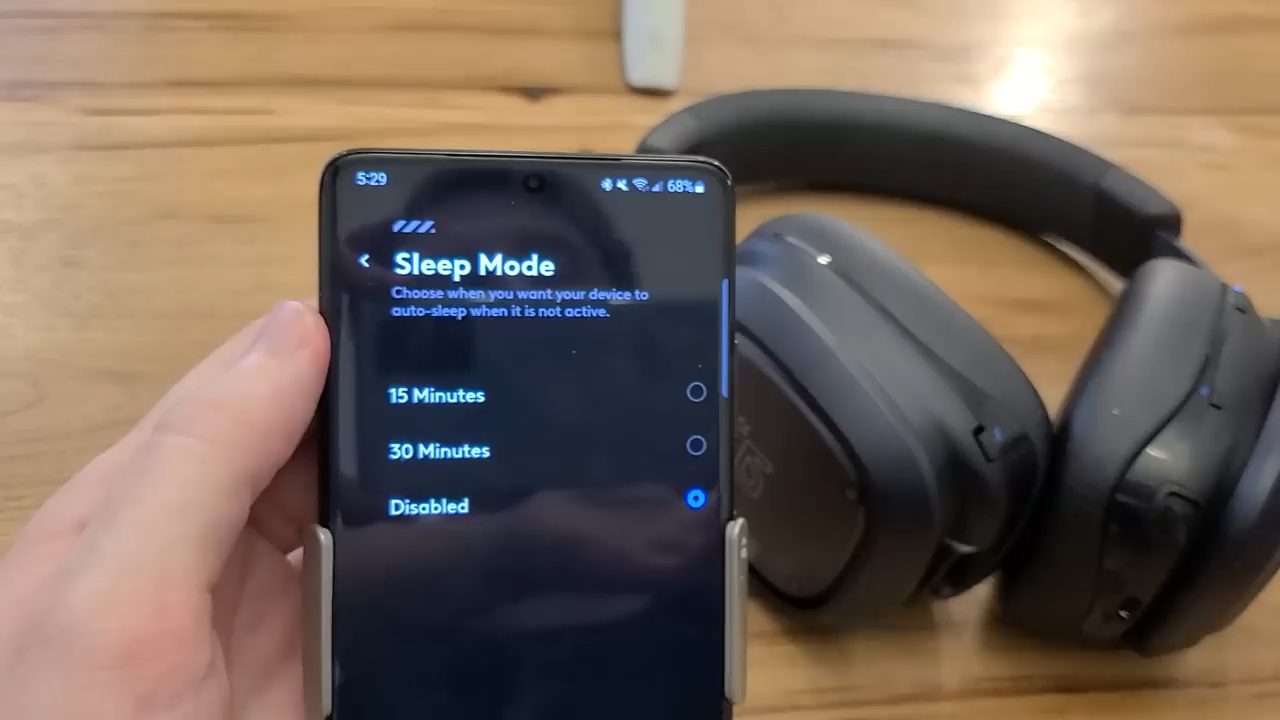 5:29
68%
Sleep Mode
Choose when you want your device to
auto-sleep when it is not active.
15 Minutes
30 Minutes
Disabled